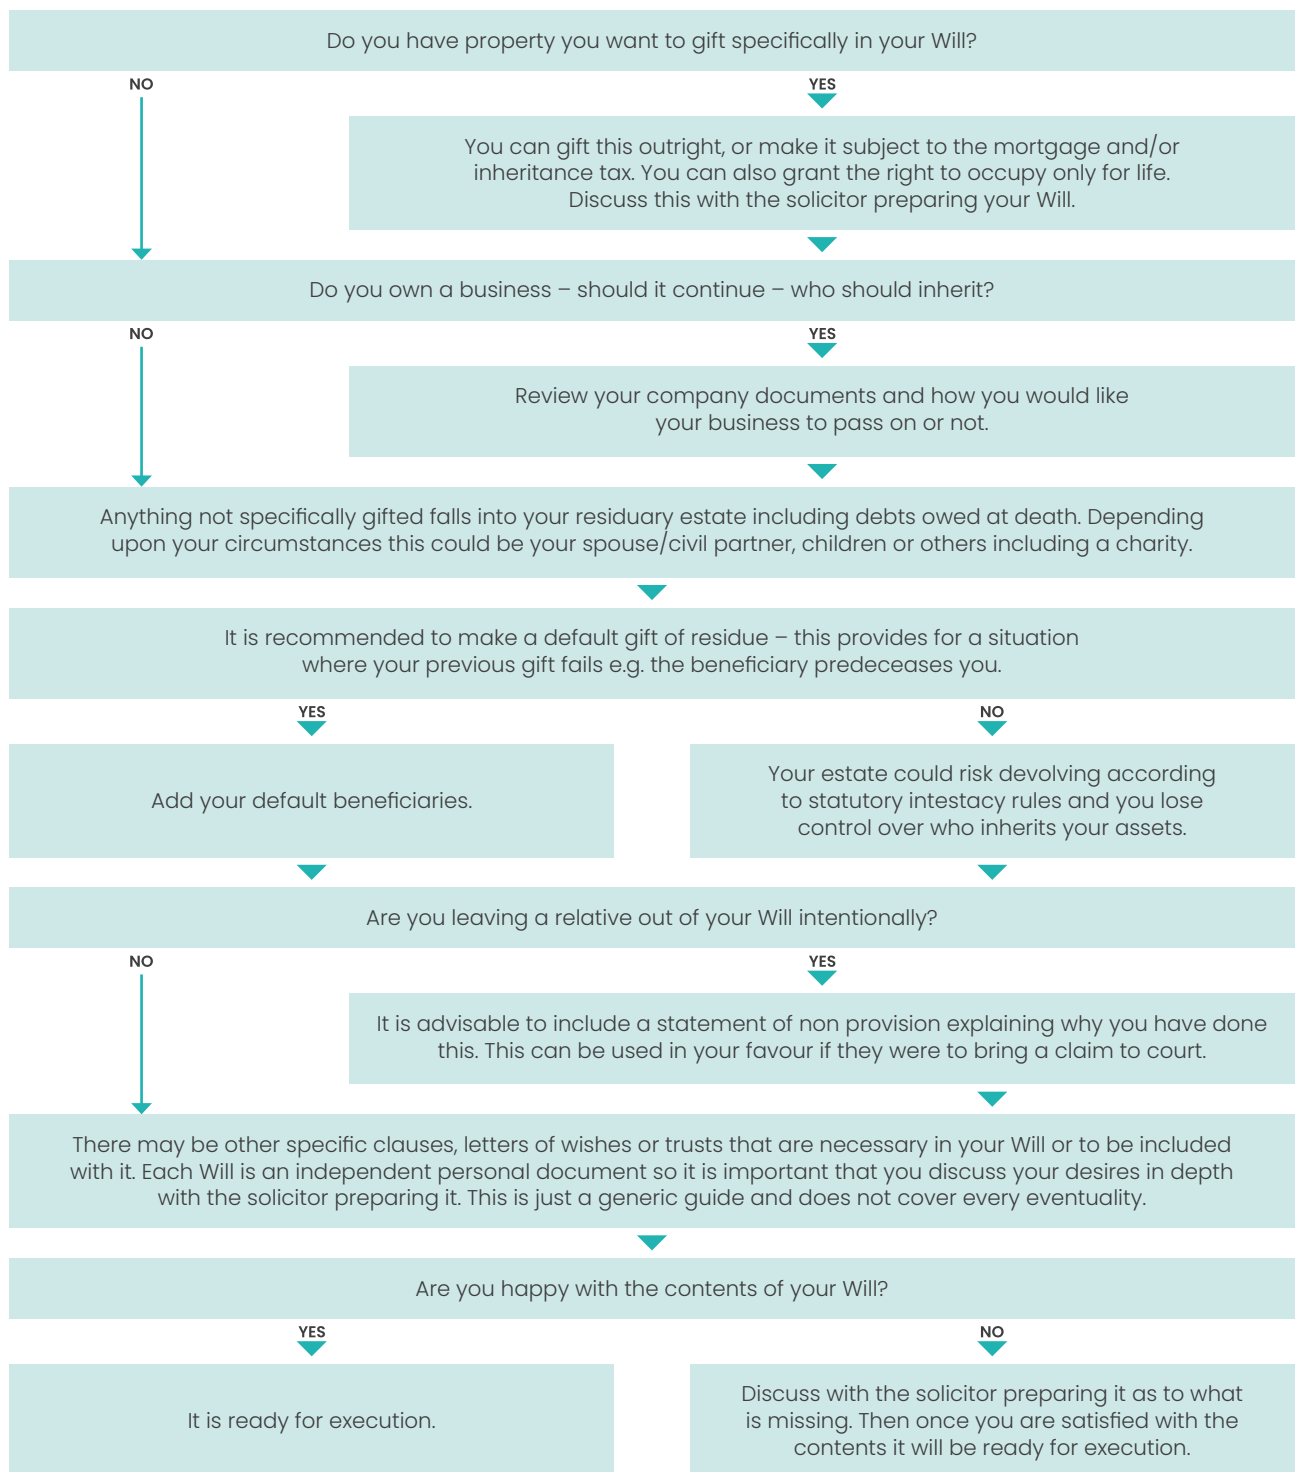 Do you have property you want to gift specifically in your Will?
NO
YES
You can gift this outright, or make it subject to the mortgage and/or
inheritance tax. You can also grant the right to occupy only for life.
Discuss this with the solicitor preparing your Will.
Do you own a business – should it continue – who should inherit?
NO
YES
Review your company documents and how you would like
your business to pass on or not.
Anything not specifically gifted falls into your residuary estate including debts owed at death. Depending
upon your circumstances this could be your spouse/civil partner, children or others including a charity.
It is recommended to make a default gift of residue – this provides for a situation
where your previous gift fails e.g. the beneficiary predeceases you.
YES
NO
Add your default beneficiaries.
Your estate could risk devolving according
to statutory intestacy rules and you lose
control over who inherits your assets.
Are you leaving a relative out of your Will intentionally?
NO
YES
It is advisable to include a statement of non provision explaining why you have done
this. This can be used in your favour if they were to bring a claim to court.
There may be other specific clauses, letters of wishes or trusts that are necessary in your Will or to be included
with it. Each Will is an independent personal document so it is important that you discuss your desires in depth
with the solicitor preparing it. This is just a generic guide and does not cover every eventuality.
Are you happy with the contents of your Will?
YES
NO
It is ready for execution.
Discuss with the solicitor preparing it as to what
is missing. Then once you are satisfied with the
contents it will be ready for execution.